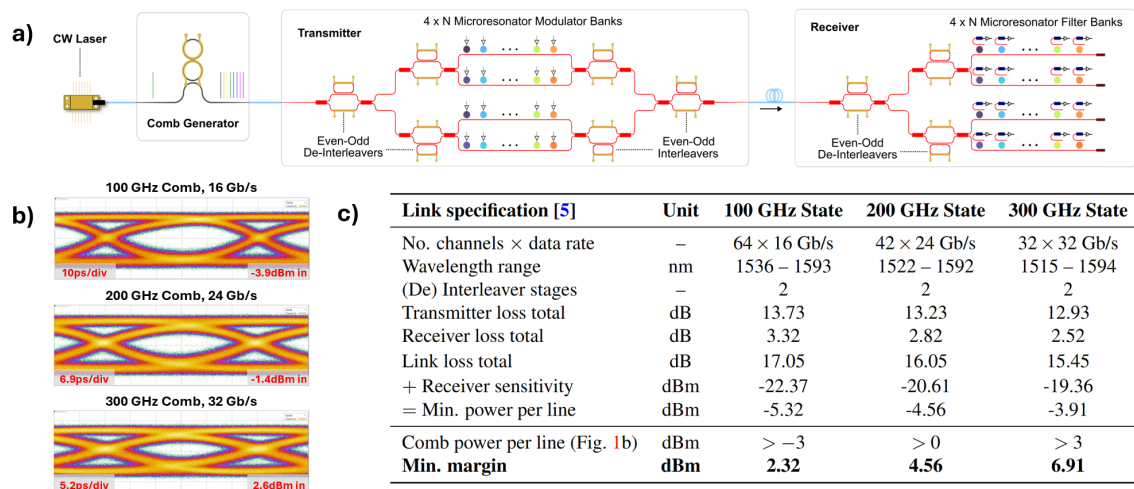 a)
CW Laser
Comb Generator
Transmitter
4 x N Microresonator Modulator Banks
Even-Odd
De-Interleavers
Even-Odd
Interleavers
Receiver
4 x N Microresonator Filter Banks
Even-Odd
De-Interleavers
b)
100 GHz Comb, 16 Gb/s
10ps/div -3.9dBm in
200 GHz Comb, 24 Gb/s
6.9ps/div -1.4dBm in
300 GHz Comb, 32 Gb/s
5.2ps/div 2.6dBm in
c)
Link specification [5] Unit 100 GHz State 200 GHz State 300 GHz State
No. channels × data rate – 64 × 16 Gb/s 42 × 24 Gb/s 32 × 32 Gb/s
Wavelength range nm 1536 – 1593 1522 – 1592 1515 – 1594
(De) Interleaver stages – 2 2 2
Transmitter loss total dB 13.73 13.23 12.93
Receiver loss total dB 3.32 2.82 2.52
Link loss total dB 17.05 16.05 15.45
+ Receiver sensitivity dBm -22.37 -20.61 -19.36
= Min. power per line dBm -5.32 -4.56 -3.91
Comb power per line (Fig. 1b) dBm > −3 > 0 > 3
Min. margin dBm 2.32 4.56 6.91